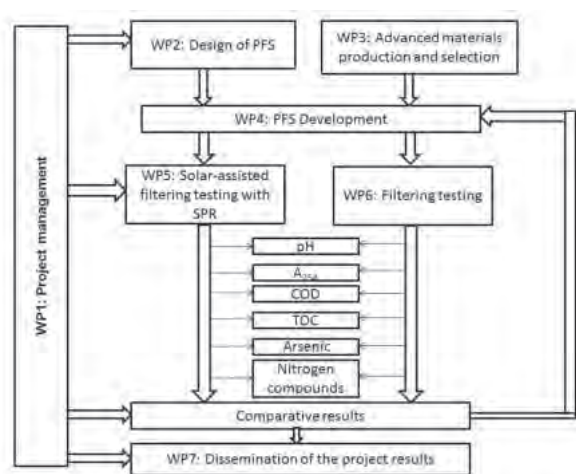 WP1: Project management
WP2: Design of PFS
WP3: Advanced materials
production and selection
WP4: PFS Development
WP5: Solar-assisted
filtering testing with
SPR
WP6: Filtering testing
pH
A254
COD
TOC
Arsenic
Nitrogen
compounds
Comparative results
WP7: Dissemination of the project results